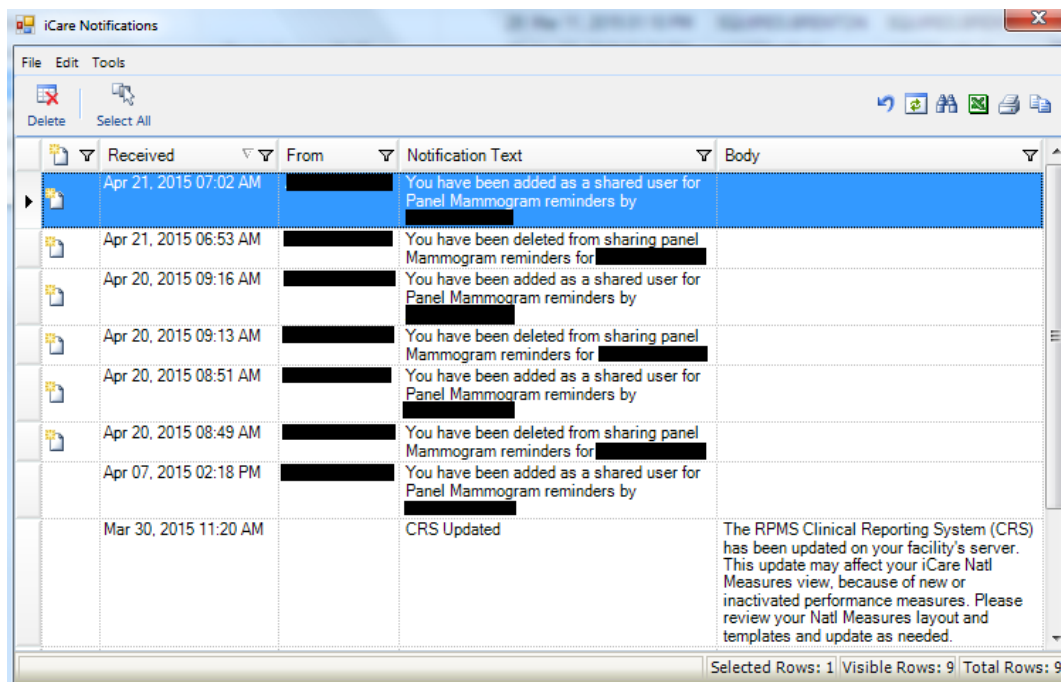 iCare Notifications
File Edit Tools
Delete Select All
Received From Notification Text Body
Apr 21, 2015 07:02 AM You have been added as a shared user for
Panel Mammogram reminders by
Apr 21, 2015 06:53 AM You have been deleted from sharing panel
Mammogram reminders for
Apr 20, 2015 09:16 AM You have been added as a shared user for
Panel Mammogram reminders by
Apr 20, 2015 09:13 AM You have been deleted from sharing panel
Mammogram reminders for
Apr 20, 2015 08:51 AM You have been added as a shared user for
Panel Mammogram reminders by
Apr 20, 2015 08:49 AM You have been deleted from sharing panel
Mammogram reminders for
Apr 07, 2015 02:18 PM You have been added as a shared user for
Panel Mammogram reminders by
Mar 30, 2015 11:20 AM CRS Updated The RPMS Clinical Reporting System (CRS)
has been updated on your facility's server.
This update may affect your iCare Natl
Measures view, because of new or
inactivated performance measures. Please
review your Natl Measures layout and
templates and update as needed.
Selected Rows: 1 Visible Rows: 9 Total Rows: 9